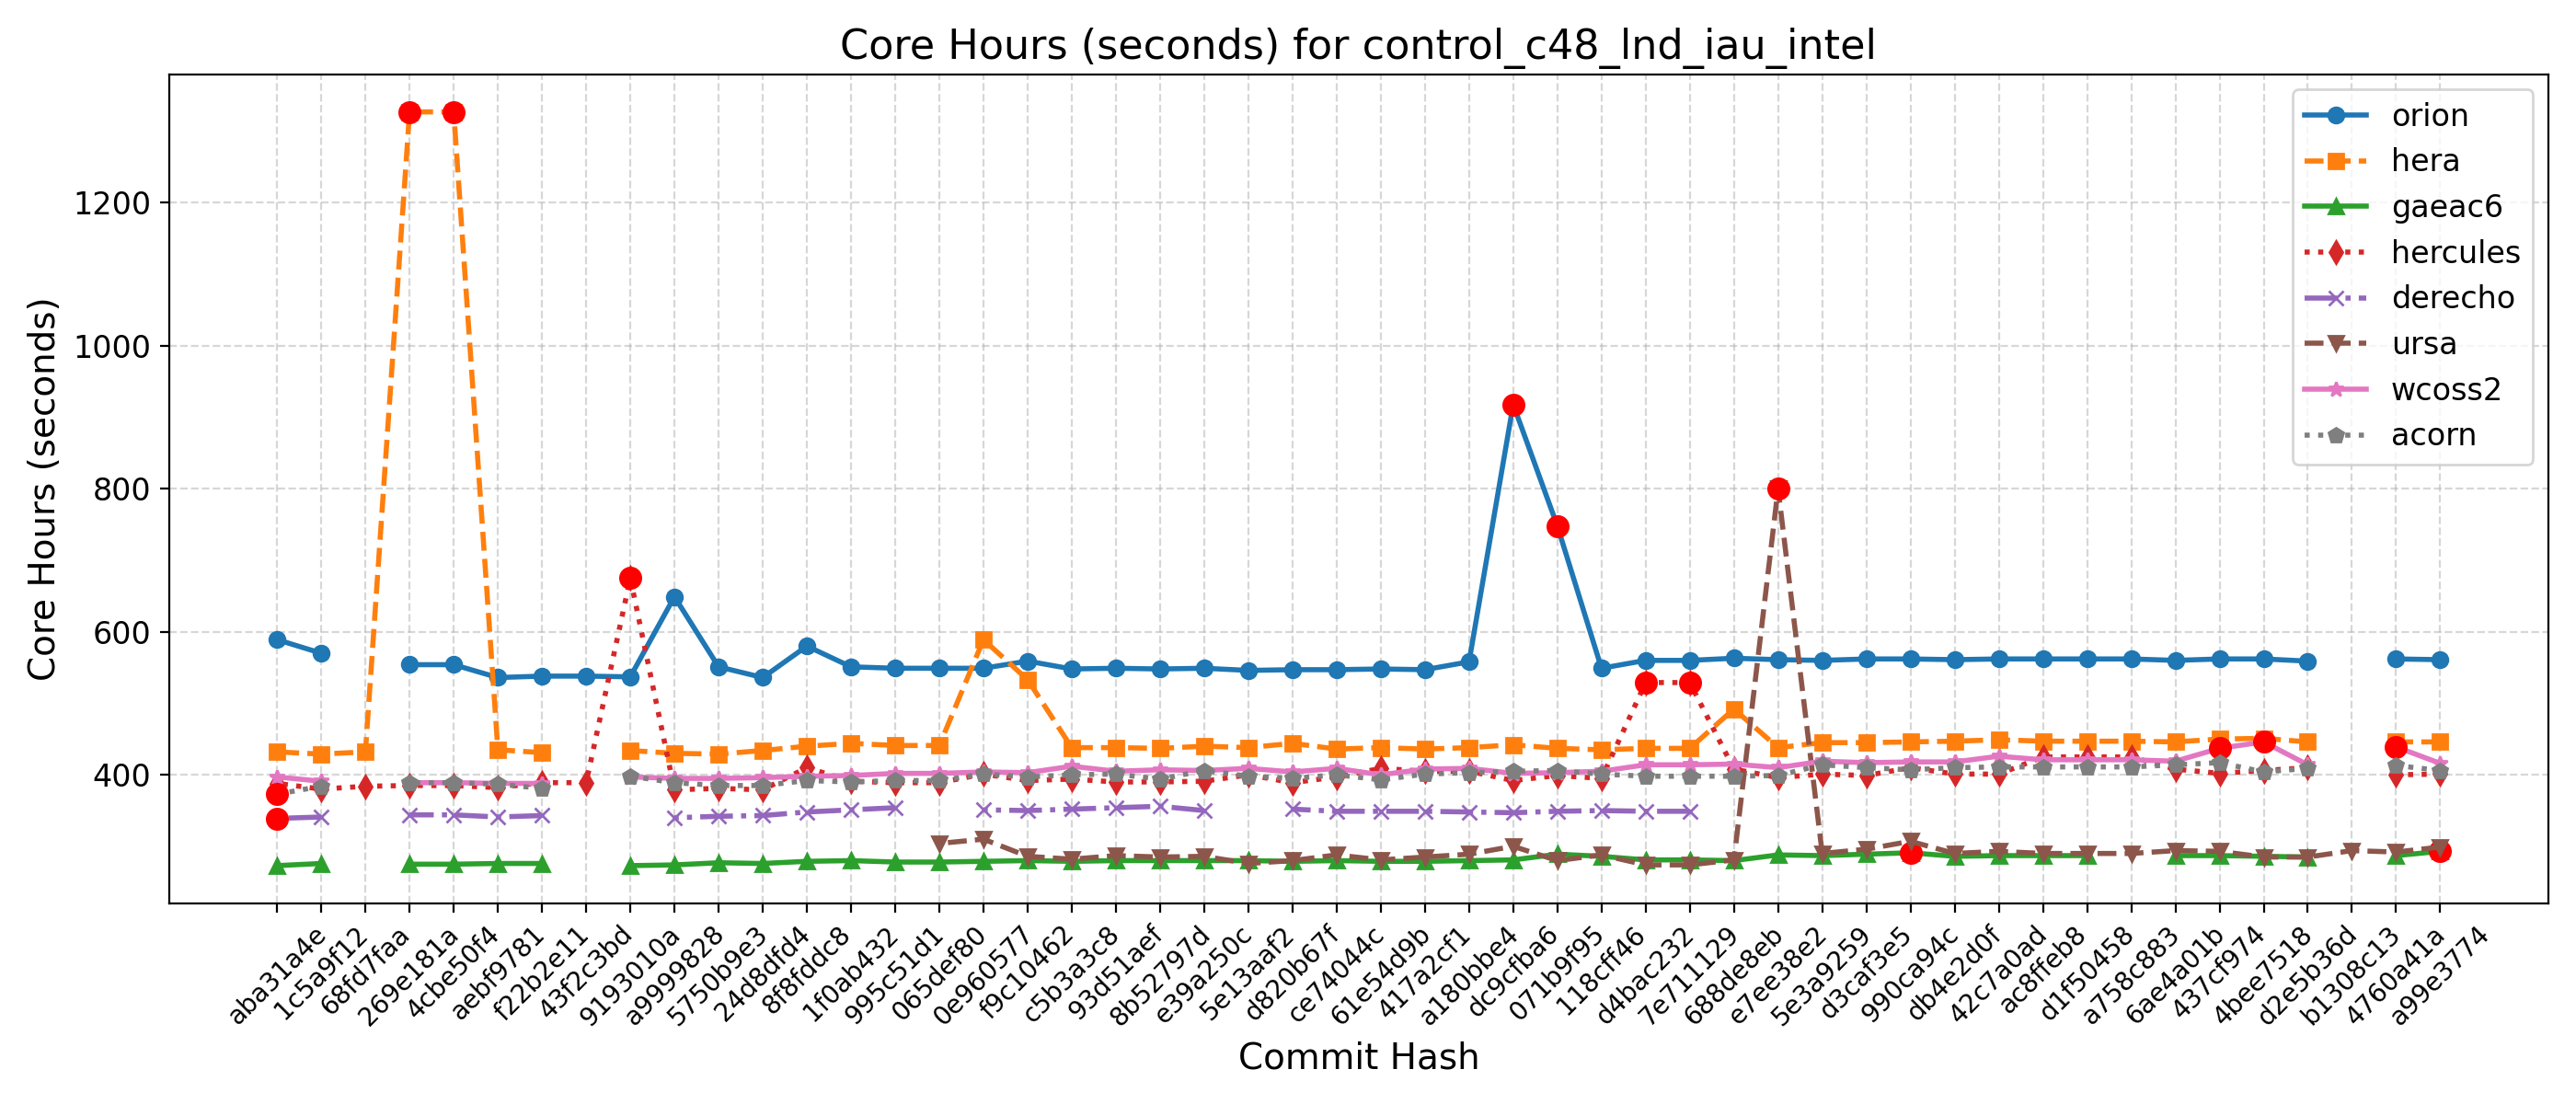 Core Hours (seconds) for control_c48_lnd_iau_intel
Core Hours (seconds)
1200
1000
800
600
400
orion
hera
gaeac6
hercules
derecho
ursa
wcoss2
acorn
aba31a4e
1c5a9f12
68fd7faa
269e181a
4cbe50f4
aebf9781
f22b2e11
43f2c3bd
9193010a
a9999828
5750b9e3
24d8dfd4
8f8fddc8
1f0ab432
995c51d1
065def80
0e960577
f9c10462
c5b3a3c8
93d51aef
8b52797d
e39a250c
5e13aaf2
d820b67f
ce74044c
61e54d9b
417a2cf1
a180bbe4
dc9cfba6
071b9f95
118cff46
d4bac232
7e711129
688de8eb
e7ee38e2
5e3a9259
d3caf3e5
990ca94c
db4e2d0f
42c7a0ad
ac8ffeb8
d1f50458
a758c883
6ae4a01b
437cf974
4bee7518
d2e5b36d
b1308c13
4760a41a
a99e3774
Commit Hash